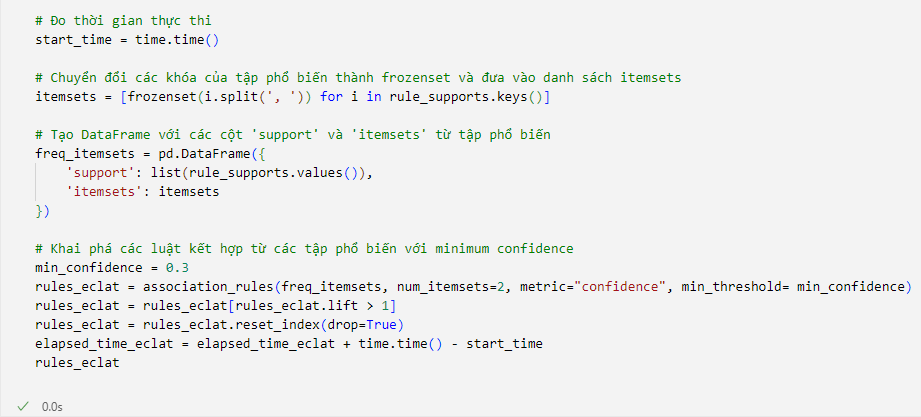 # Đo thời gian thực thi
start_time = time.time()
# Chuyển đổi các khóa của tập phổ biến thành frozenset và đưa vào danh sách itemsets
itemsets = [frozenset(i.split(', ')) for i in rule_supports.keys()]
# Tạo DataFrame với các cột 'support' và 'itemsets' từ tập phổ biến
freq_itemsets = pd.DataFrame({
    'support': list(rule_supports.values()),
    'itemsets': itemsets
})
# Khai phá các luật kết hợp từ các tập phổ biến với minimum confidence
min_confidence = 0.3
rules_eclat = association_rules(freq_itemsets, num_itemsets=2, metric="confidence", min_threshold= min_confidence)
rules_eclat = rules_eclat[rules_eclat.lift > 1]
rules_eclat = rules_eclat.reset_index(drop=True)
elapsed_time_eclat = elapsed_time_eclat + time.time() - start_time
rules_eclat
0.0s